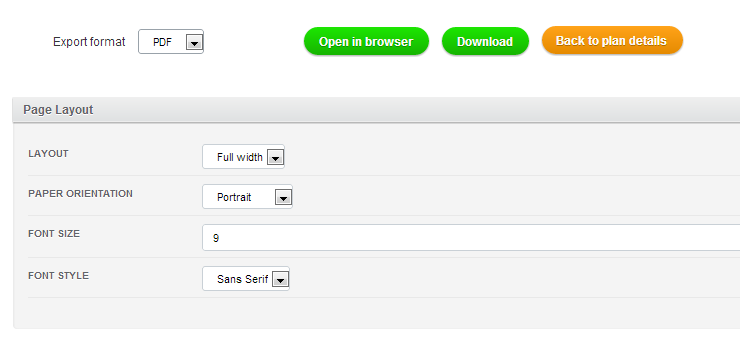 Export format PDF Open in browser Download Back to plan details
Page Layout
LAYOUT Full width
PAPER ORIENTATION Portrait
FONT SIZE 9
FONT STYLE Sans Serif